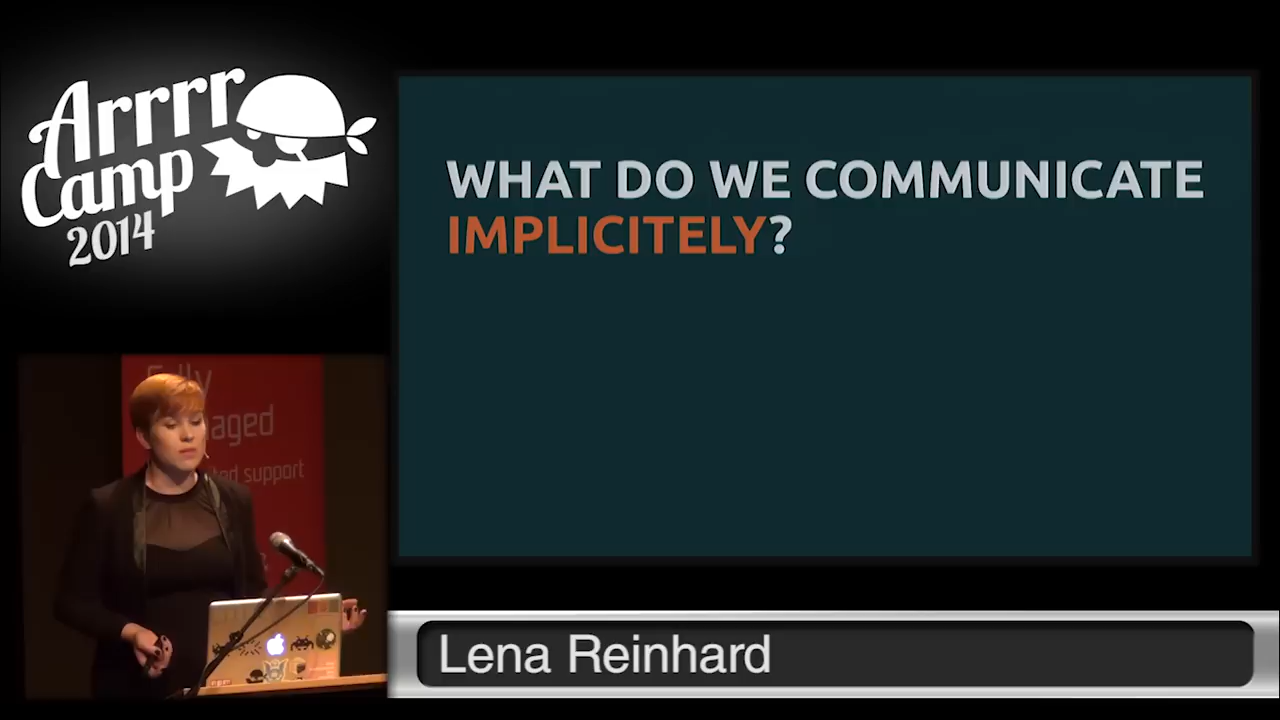 Arrrr
Camp
2014
WHAT DO WE COMMUNICATE
IMPLICITELY?
aged
support
Lena Reinhard